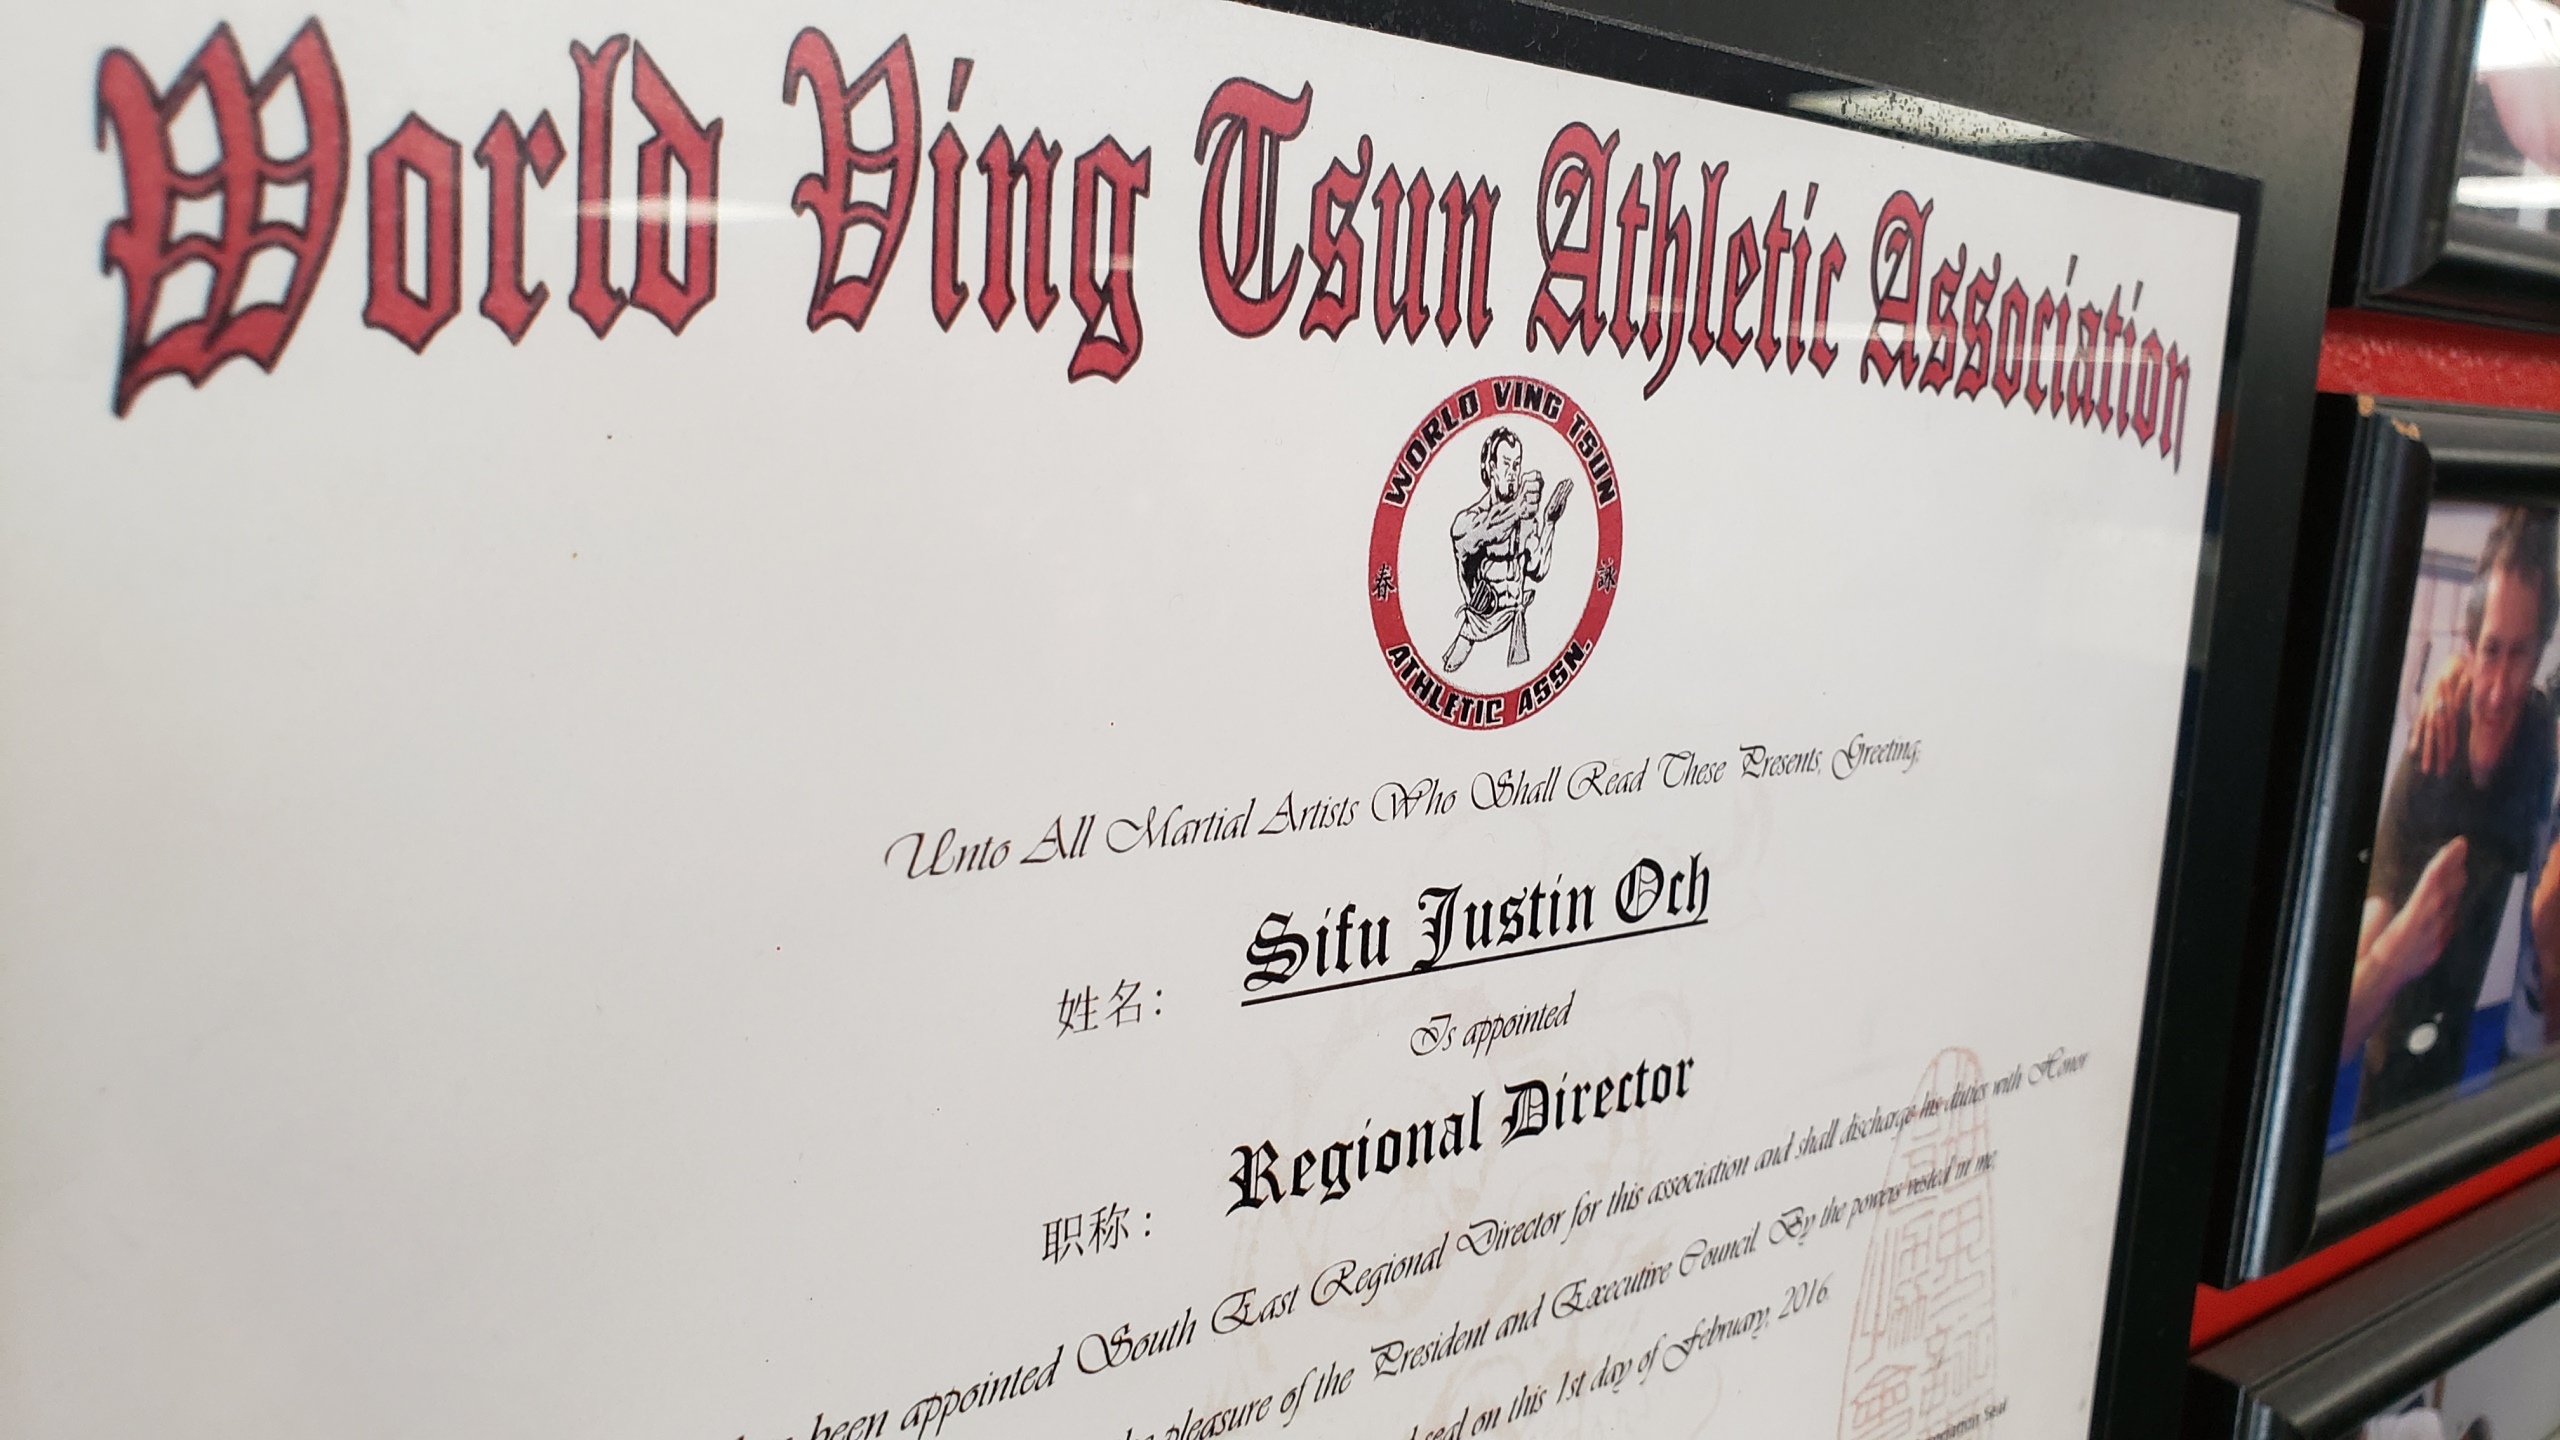 World Ving Tsun Athletic Association
WORLD VING TSUN
春 詠
ATHLETIC ASSN.
Unto All Martial Artists Who Shall Read These Presents, Greeting;
姓名: Sifu Justin Och
Is appointed
职称: Regional Director
been appointed South East Regional Director for this association and shall discharge his duties with Honor
pleasure of the President and Executive Council. By the powers vested in me,
seal on this 1st day of February, 2016.
Seal